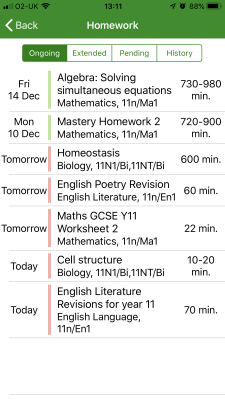 O2-UK 13:11 88%
Back Homework
Ongoing Extended Pending History
Fri
14 Dec
Algebra: Solving
simultaneous equations
Mathematics, 11n/Ma1
730-980
min.
Mon
10 Dec
Mastery Homework 2
Mathematics, 11n/Ma1
720-900
min.
Tomorrow
Homeostasis
Biology, 11N1/Bi,11NT/Bi
600 min.
Tomorrow
English Poetry Revision
English Literature, 11n/En1
60 min.
Tomorrow
Maths GCSE Y11
Worksheet 2
Mathematics, 11n/Ma1
22 min.
Today
Cell structure
Biology, 11N1/Bi,11NT/Bi
10-20
min.
Today
English Literature
Revisions for year 11
English Language,
11n/En1
70 min.